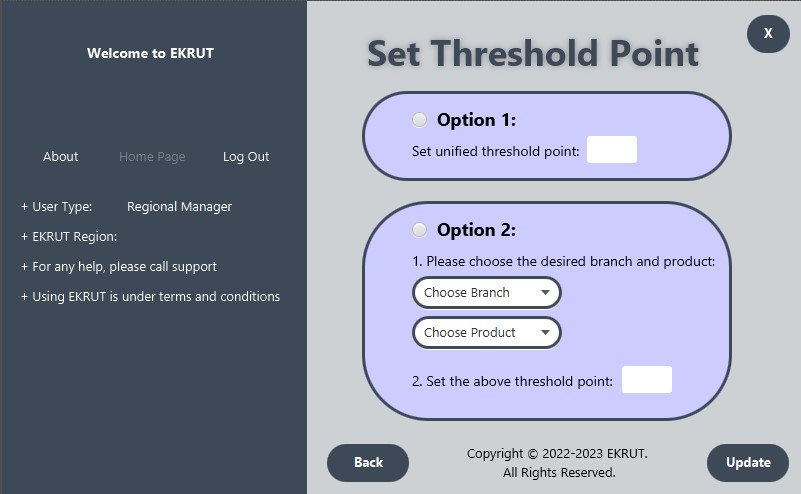 Welcome to EKRUT
About Home Page Log Out
+ User Type: Regional Manager
+ EKRUT Region:
+ For any help, please call support
+ Using EKRUT is under terms and conditions
X
Set Threshold Point
Option 1:
Set unified threshold point:
Option 2:
1. Please choose the desired branch and product:
Choose Branch
Choose Product
2. Set the above threshold point:
Back
Copyright © 2022-2023 EKRUT.
All Rights Reserved.
Update